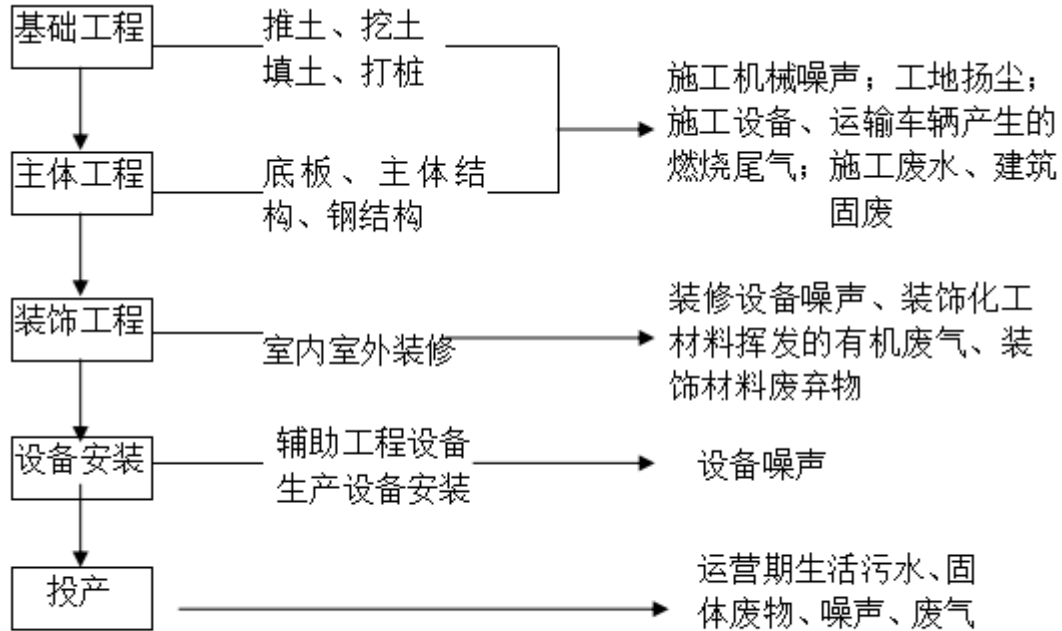 基础工程
推土、挖土
填土、打桩
施工机械噪声；工地扬尘；
施工设备、运输车辆产生的
燃烧尾气；施工废水、建筑
固废
主体工程
底板、主体结
构、钢结构
装饰工程
室内室外装修
装修设备噪声、装饰化工
材料挥发的有机废气、装
饰材料废弃物
设备安装
辅助工程设备
生产设备安装
设备噪声
投产
运营期生活污水、固
体废物、噪声、废气